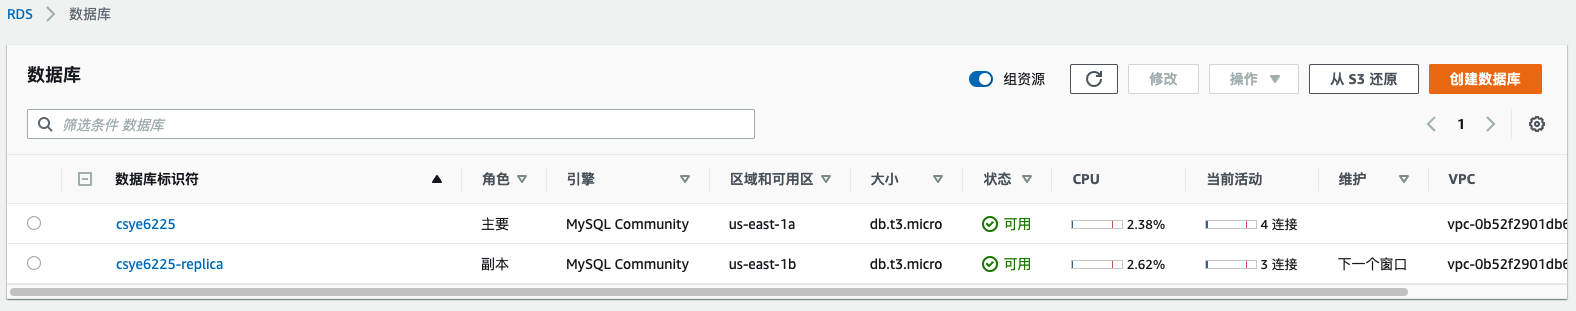 RDS > 数据库
数据库
组资源 修改 操作 从 S3 还原 创建数据库
筛选条件 数据库
1
数据库标识符 角色 引擎 区域和可用区 大小 状态 CPU 当前活动 维护 VPC
csye6225 主要 MySQL Community us-east-1a db.t3.micro 可用 2.38% 4 连接 vpc-0b52f2901db6
csye6225-replica 副本 MySQL Community us-east-1b db.t3.micro 可用 2.62% 3 连接 下一个窗口 vpc-0b52f2901db6